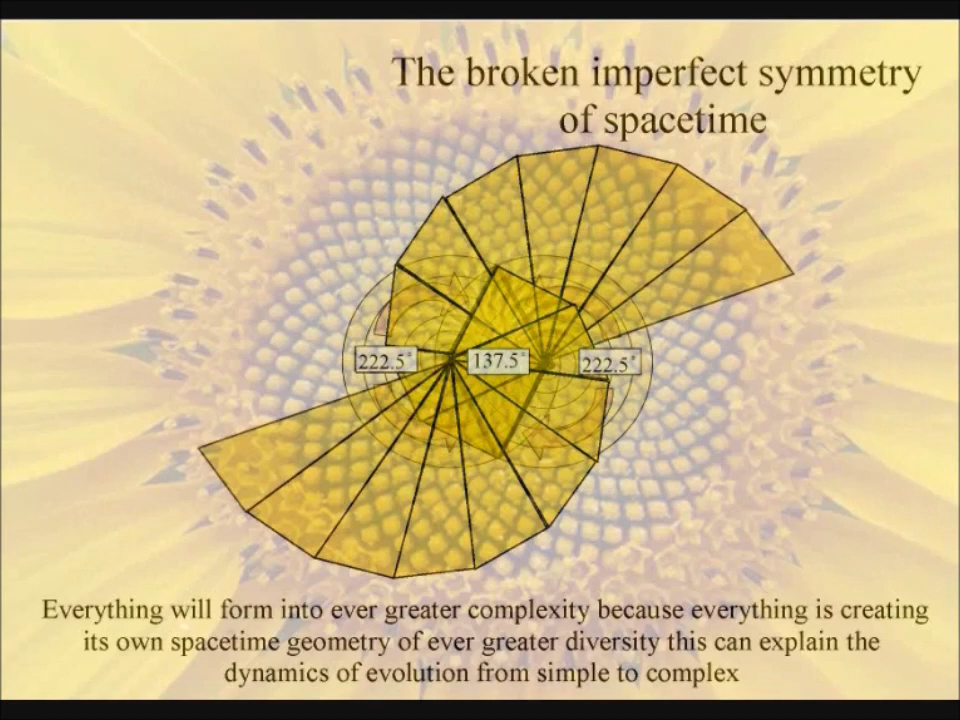 The broken imperfect symmetry
of spacetime
222.5°
137.5°
222.5°
Everything will form into ever greater complexity because everything is creating
its own spacetime geometry of ever greater diversity this can explain the
dynamics of evolution from simple to complex